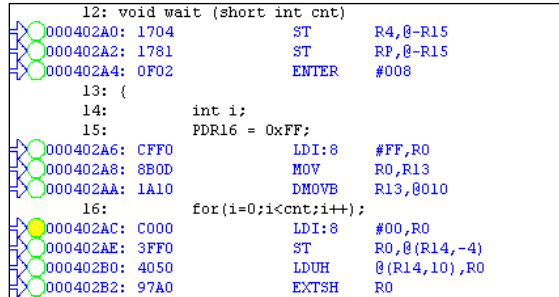 12: void wait (short int cnt)
000402A0: 1704 ST R4,@-R15
000402A2: 1781 ST RP,@-R15
000402A4: 0F02 ENTER #008
13: {
14: int i;
15: PDR16 = 0xFF;
000402A6: CFF0 LDI:8 #FF,R0
000402A8: 8B0D MOV R0,R13
000402AA: 1A10 DMOVB R13,@010
16: for(i=0;i<cnt;i++);
000402AC: C000 LDI:8 #00,R0
000402AE: 3FF0 ST R0,@(R14,-4)
000402B0: 4050 LDUH @(R14,10),R0
000402B2: 97A0 EXTSH R0